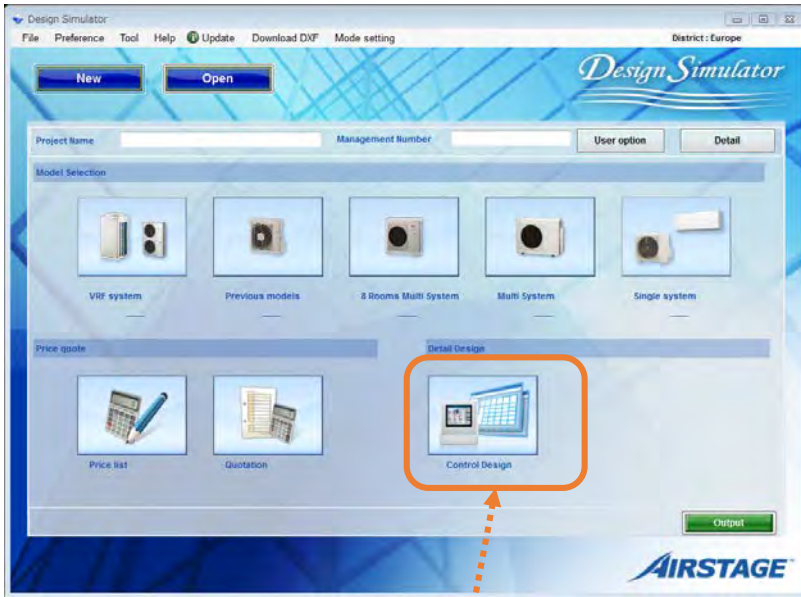 Design Simulator
File Preference Tool Help Update Download DXF Mode setting District : Europe
New Open Design Simulator
Project Name Management Number User option Detail
Model Selection
VRF system Previous models 8 Rooms Multi System Multi System Single system
Price quote Detail Design
Price list Quotation Control Design
Output
AIRSTAGE